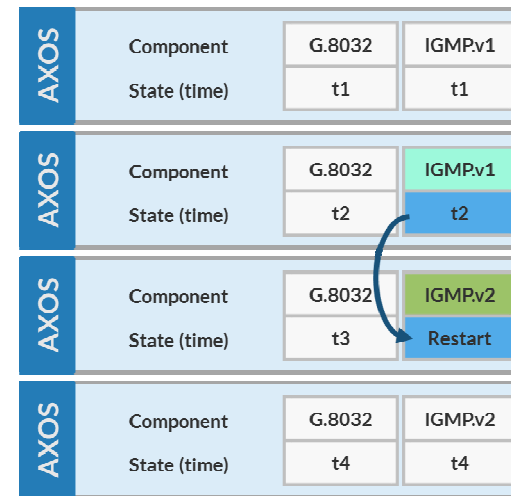 AXOS
Component G.8032 IGMP.v1
State (time) t1 t1
AXOS
Component G.8032 IGMP.v1
State (time) t2 t2
AXOS
Component G.8032 IGMP.v2
State (time) t3 Restart
AXOS
Component G.8032 IGMP.v2
State (time) t4 t4